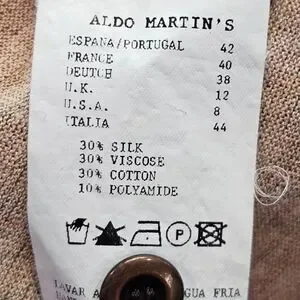 ALDO MARTIN'S
ESPAÑA/PORTUGAL 42
FRANCE 40
DEUTCH 38
U.K. 12
U.S.A. 8
ITALIA 44
30% SILK
30% VISCOSE
30% COTTON
10% POLYAMIDE
P
LAVAR A GUA FRIA